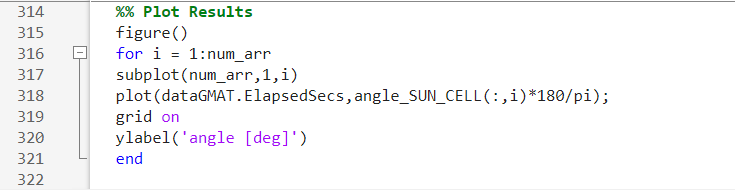 314 %% Plot Results
315 figure()
316 for i = 1:num_arr
317 subplot(num_arr,1,i)
318 plot(dataGMAT.ElapsedSecs,angle_SUN_CELL(:,i)*180/pi);
319 grid on
320 ylabel('angle [deg]')
321 end
322